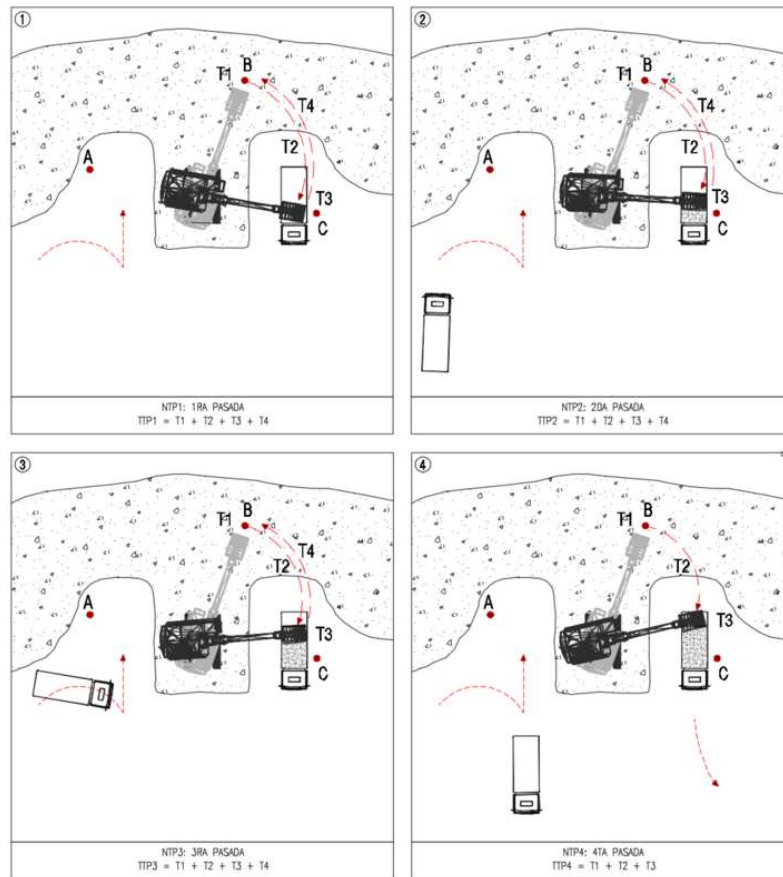 ①
B
T1
T4
A
T2
T3
C
NTP1: 1RA PASADA
TTP1 = T1 + T2 + T3 + T4
②
B
T1
T4
A
T2
T3
C
NTP2: 2DA PASADA
TTP2 = T1 + T2 + T3 + T4
③
B
T1
T4
T2
A
T3
C
NTP3: 3RA PASADA
TTP3 = T1 + T2 + T3 + T4
④
B
T1
T2
A
T3
C
NTP4: 4TA PASADA
TTP4 = T1 + T2 + T3